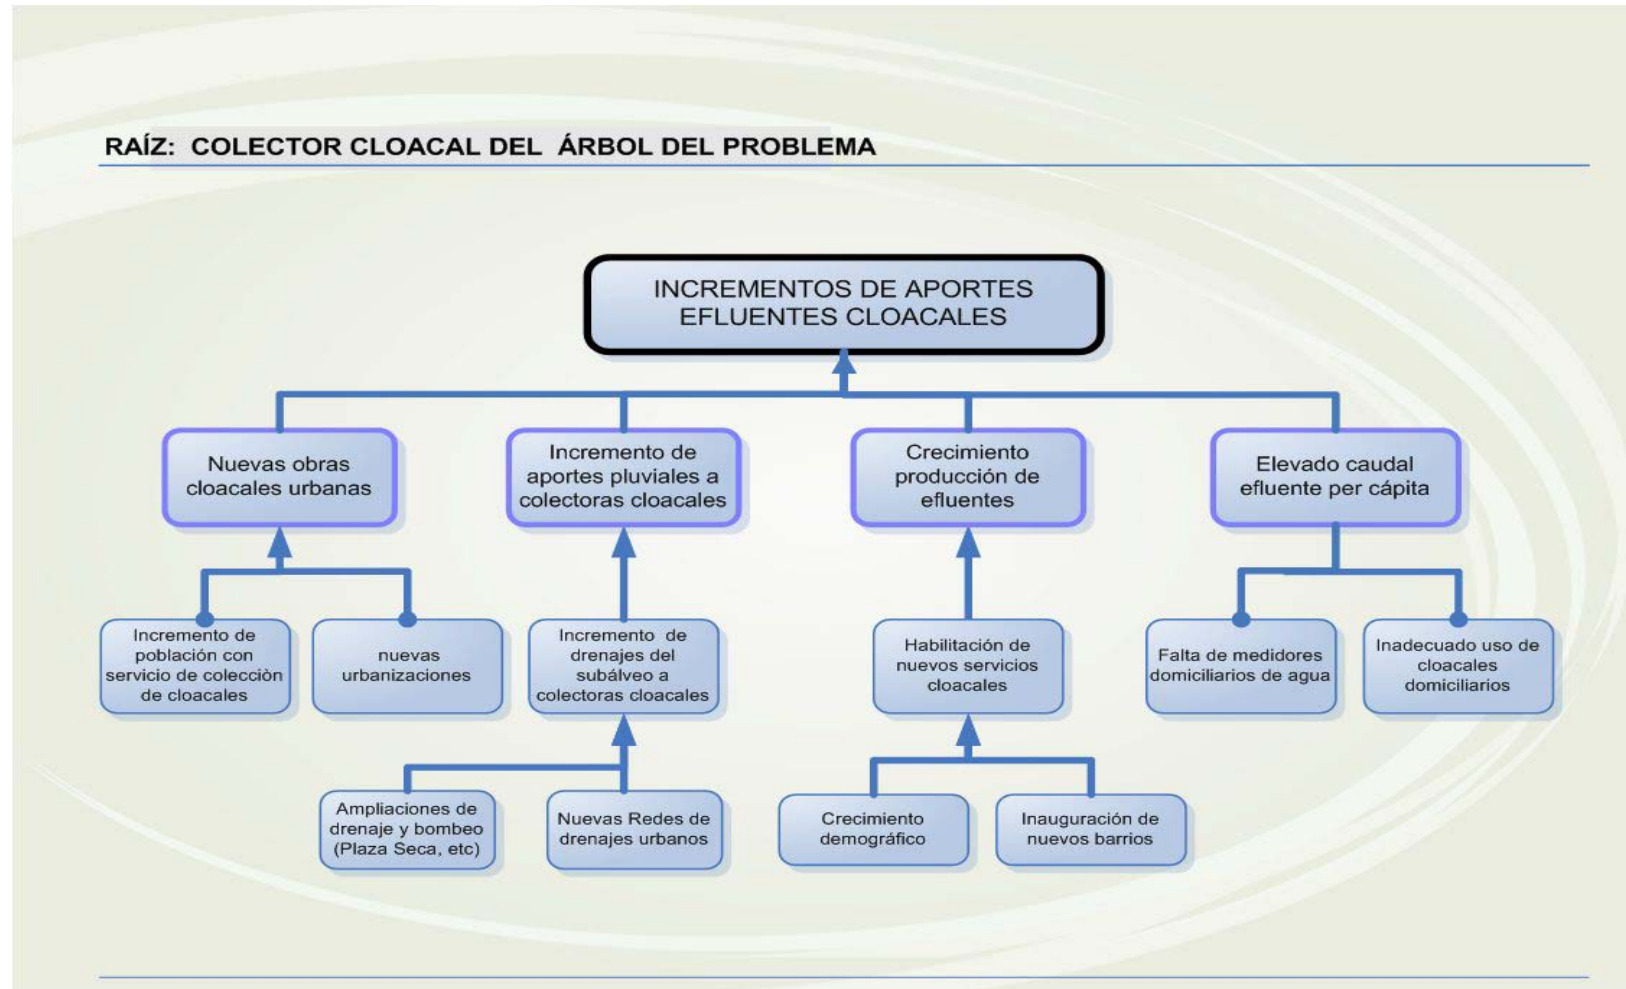 RAÍZ: COLECTOR CLOACAL DEL ÁRBOL DEL PROBLEMA
INCREMENTOS DE APORTES
EFLUENTES CLOACALES
Nuevas obras
cloacales urbanas
Incremento de
aportes pluviales a
colectoras cloacales
Crecimiento
producción de
efluentes
Elevado caudal
efluente per cápita
Incremento de
población con
servicio de colecciòn
de cloacales
nuevas
urbanizaciones
Incremento de
drenajes del
subálveo a
colectoras cloacales
Habilitación de
nuevos servicios
cloacales
Falta de medidores
domiciliarios de agua
Inadecuado uso de
cloacales
domiciliarios
Ampliaciones de
drenaje y bombeo
(Plaza Seca, etc)
Nuevas Redes de
drenajes urbanos
Crecimiento
demográfico
Inauguración de
nuevos barrios